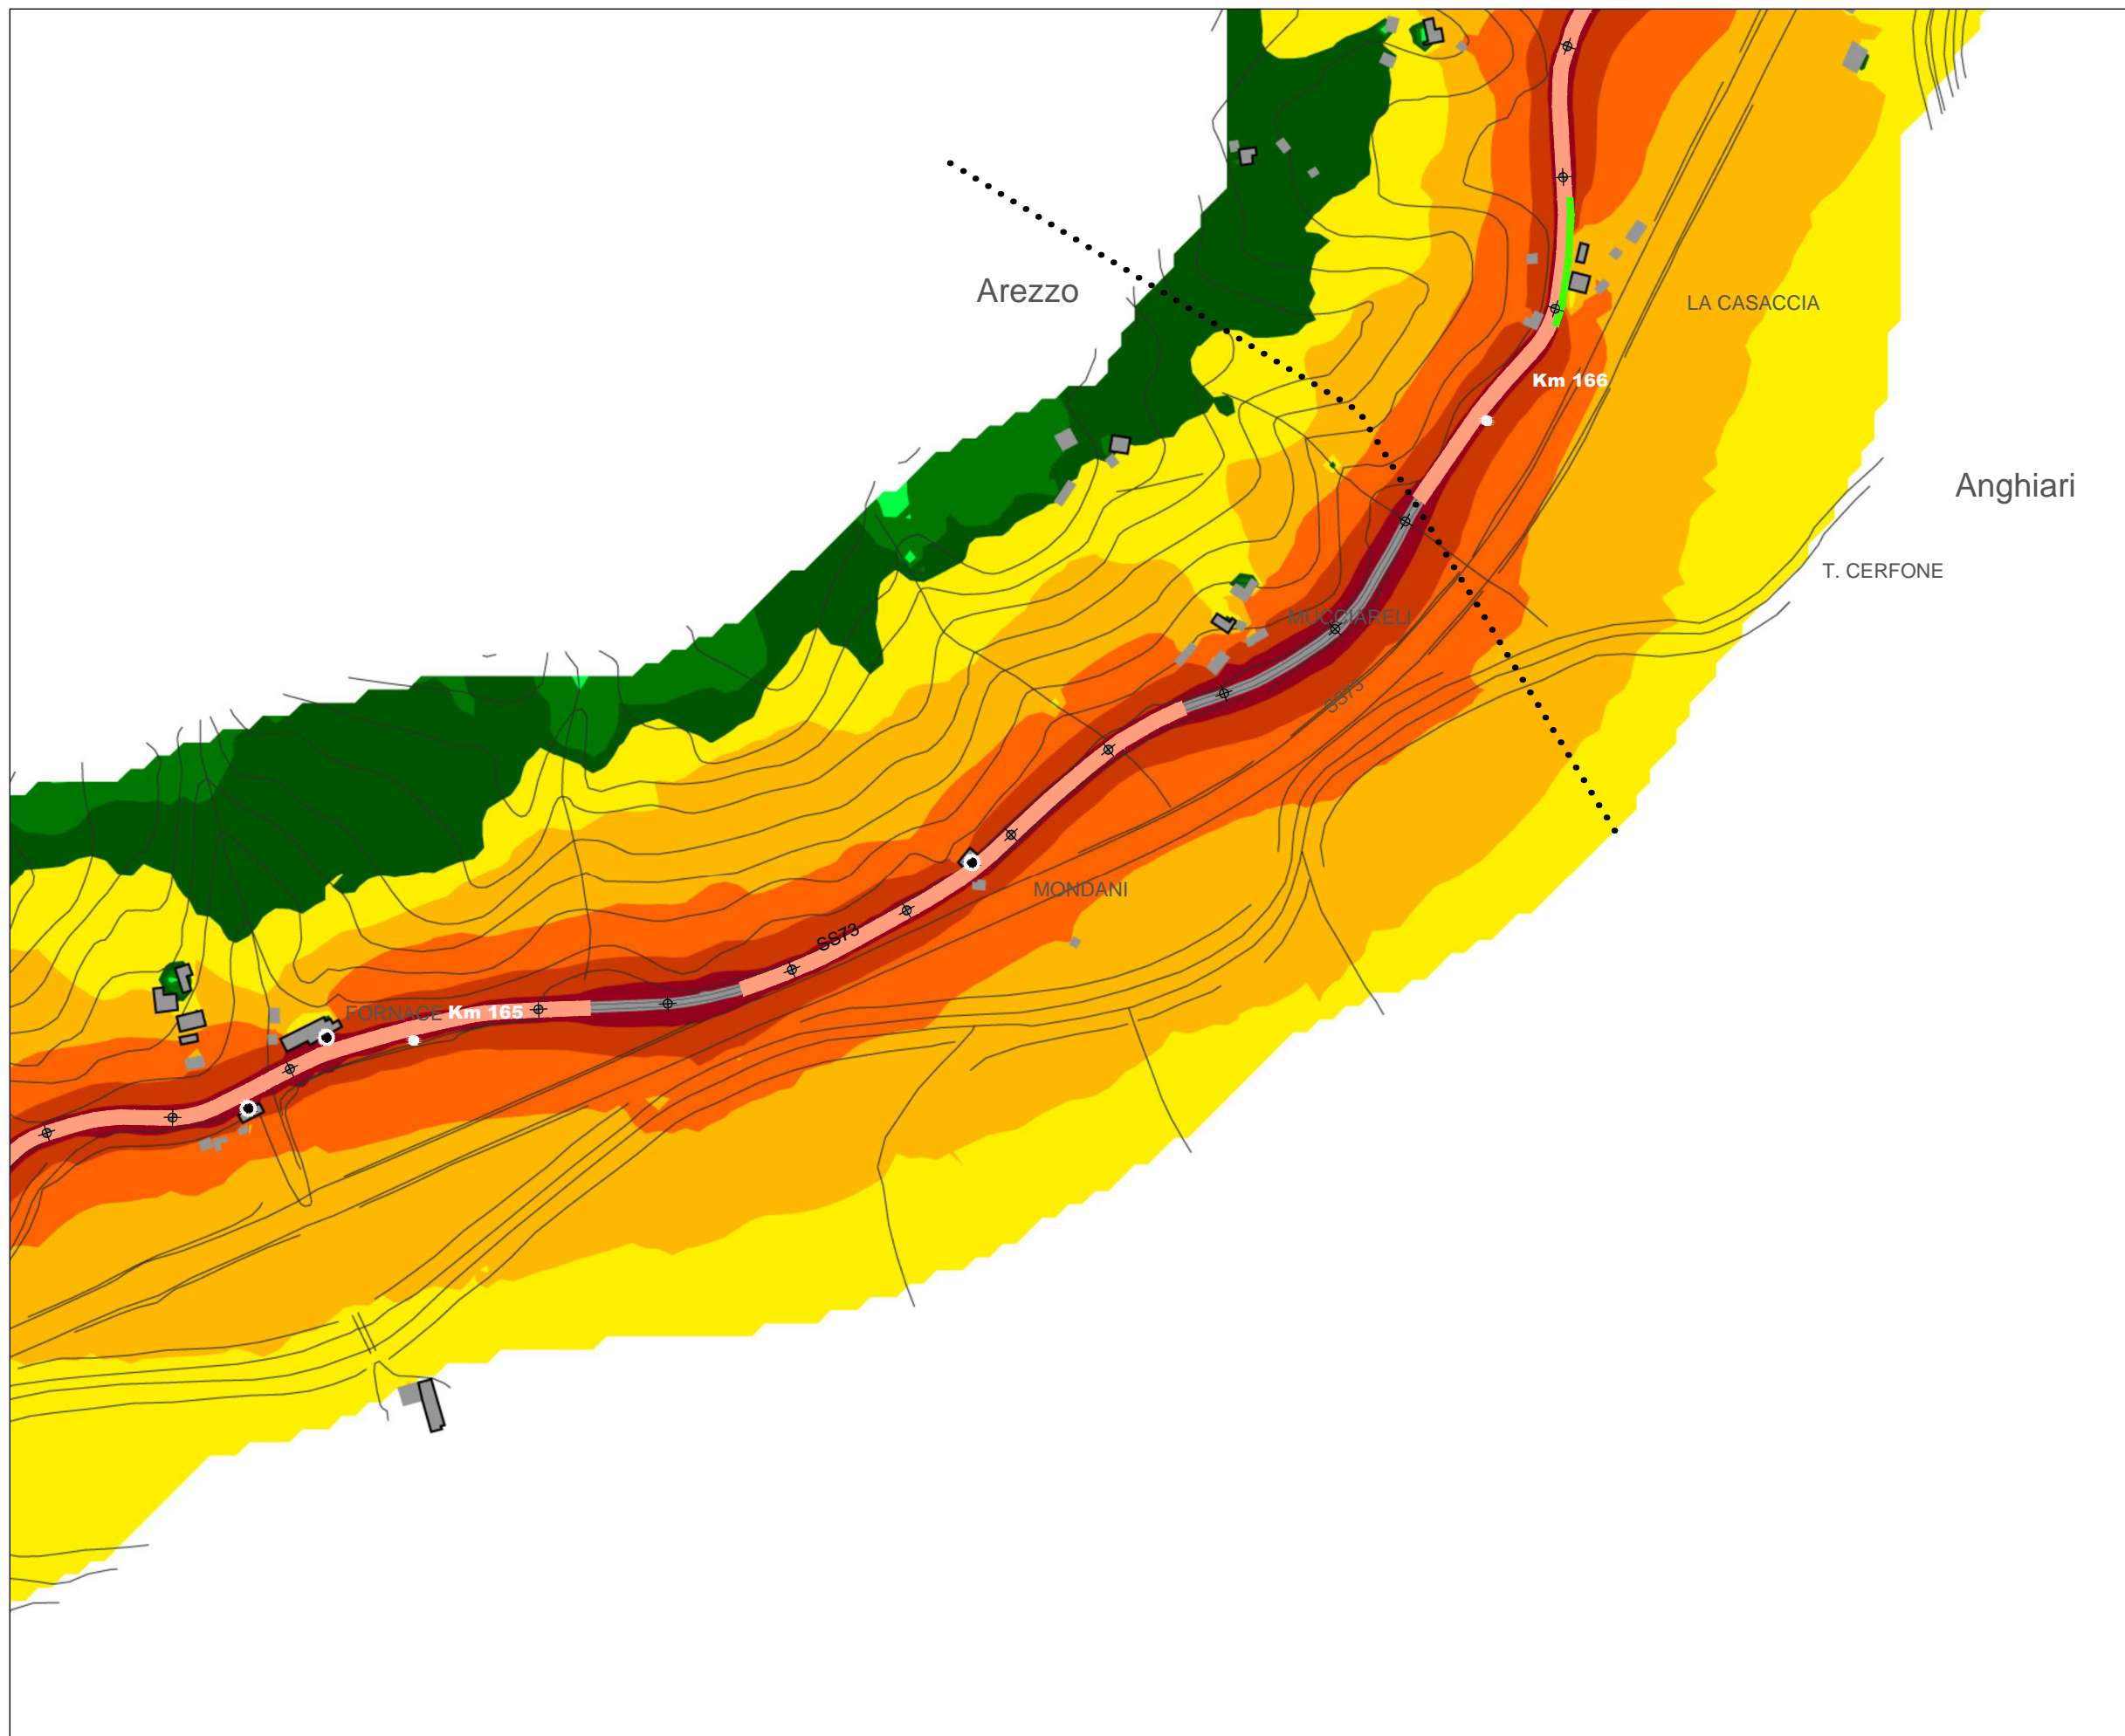 Arezzo
LA CASACCIA
Km 166
Anghiari
T. CERFONE
MUCCIARELI
SS73
MONDANI
SS73
FORNACE
Km 165